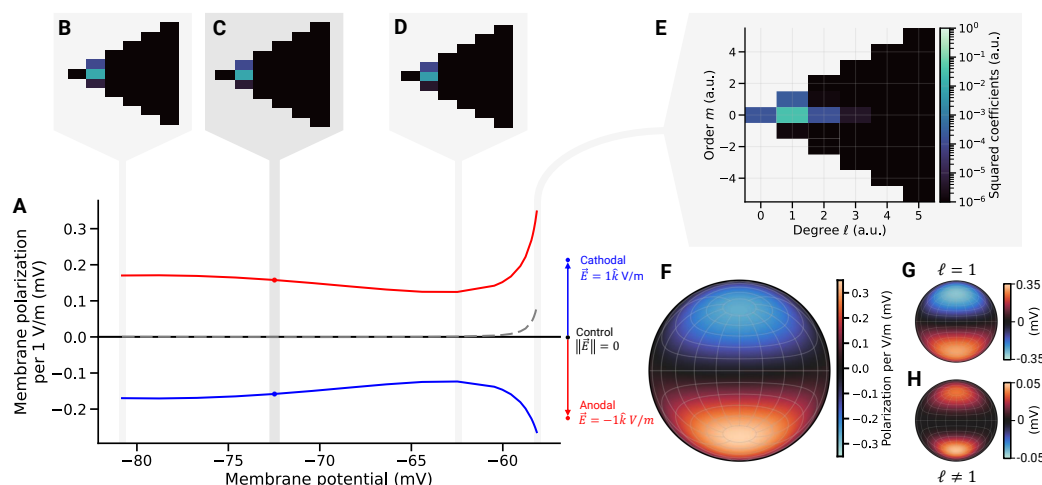 B
C
D
E
4
2
0
−2
−4
Order m (a.u.)
0
1
2
3
4
5
Degree ℓ (a.u.)
10⁰
10⁻¹
10⁻²
10⁻³
10⁻⁴
10⁻⁵
10⁻⁶
Squared coefficients (a.u.)
A
Membrane polarization
per 1 V/m (mV)
0.3
0.2
0.1
0.0
−0.1
−0.2
−80
−75
−70
−65
−60
Membrane potential (mV)
Cathodal
E⃗ = 1k̂ V/m
Control
‖E⃗‖ = 0
Anodal
E⃗ = −1k̂ V/m
F
0.3
0.2
0.1
0.0
−0.1
−0.2
−0.3
Polarization per V/m (mV)
G
ℓ = 1
0.35
0
-0.35
(mV)
H
0.05
0
-0.05
(mV)
ℓ ≠ 1